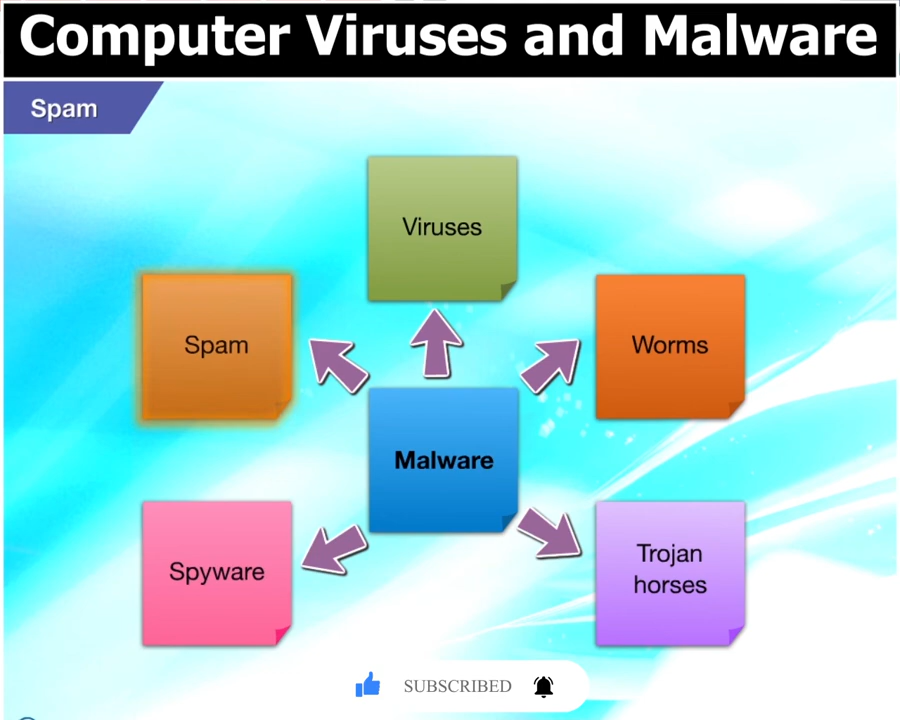 Computer Viruses and Malware
Spam
Viruses
Spam
Worms
Malware
Spyware
Trojan
horses
SUBSCRIBED